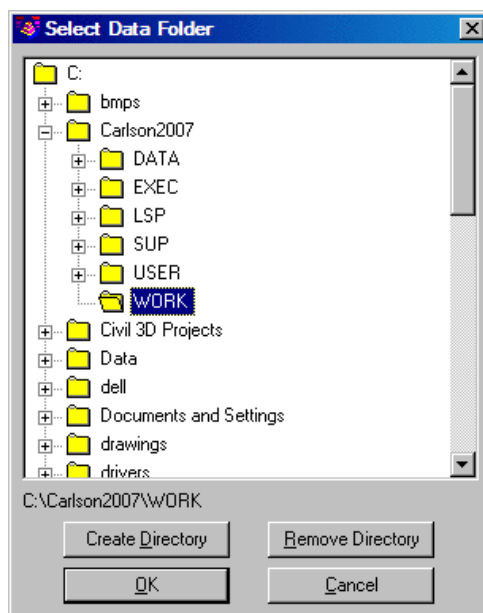 Select Data Folder
C:
bmps
Carlson2007
DATA
EXEC
LSP
SUP
USER
WORK
Civil 3D Projects
Data
dell
Documents and Settings
drawings
drivers
C:\Carlson2007\WORK
Create Directory
Remove Directory
OK
Cancel